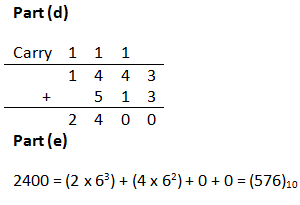 Part (d)
Carry 1 1 1
1 4 4 3
+ 5 1 3
2 4 0 0
Part (e)
2400 = (2 x 6³) + (4 x 6²) + 0 + 0 = (576)₁₀